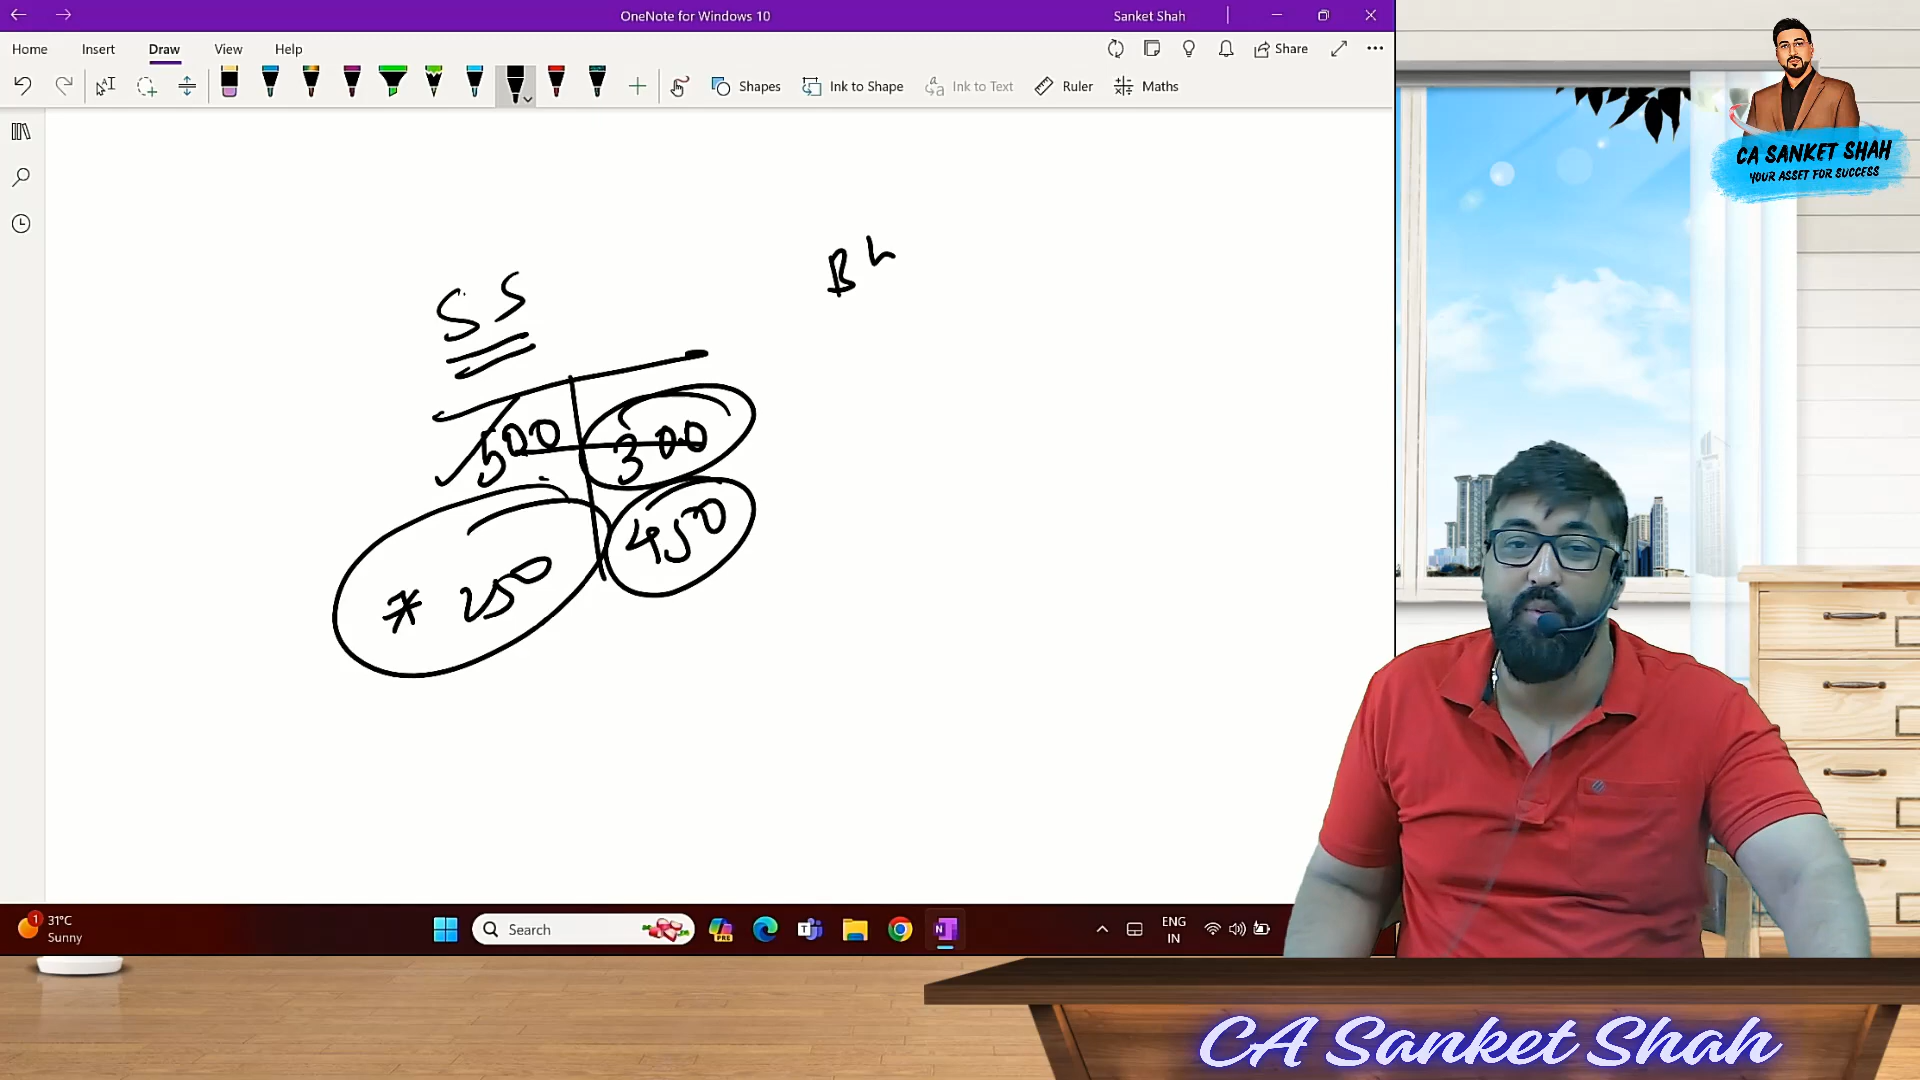 OneNote for Windows 10
Sanket Shah
Home Insert Draw View Help
Share
Shapes Ink to Shape Ink to Text Ruler Maths
CA SANKET SHAH
YOUR ASSET FOR SUCCESS
B L
S S
500 300
450
* 250
1 31°C
Sunny
Search
PRE
ENG
IN
CA Sanket Shah